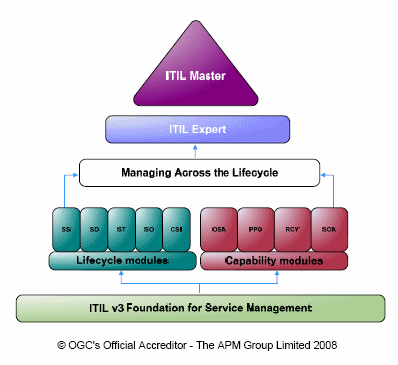 ITIL Master
ITIL Expert
Managing Across the Lifecycle
SS SD ST SO CSI OSA PPO RCV SOA
Lifecycle modules Capability modules
ITIL v3 Foundation for Service Management
© OGC's Official Accreditor - The APM Group Limited 2008